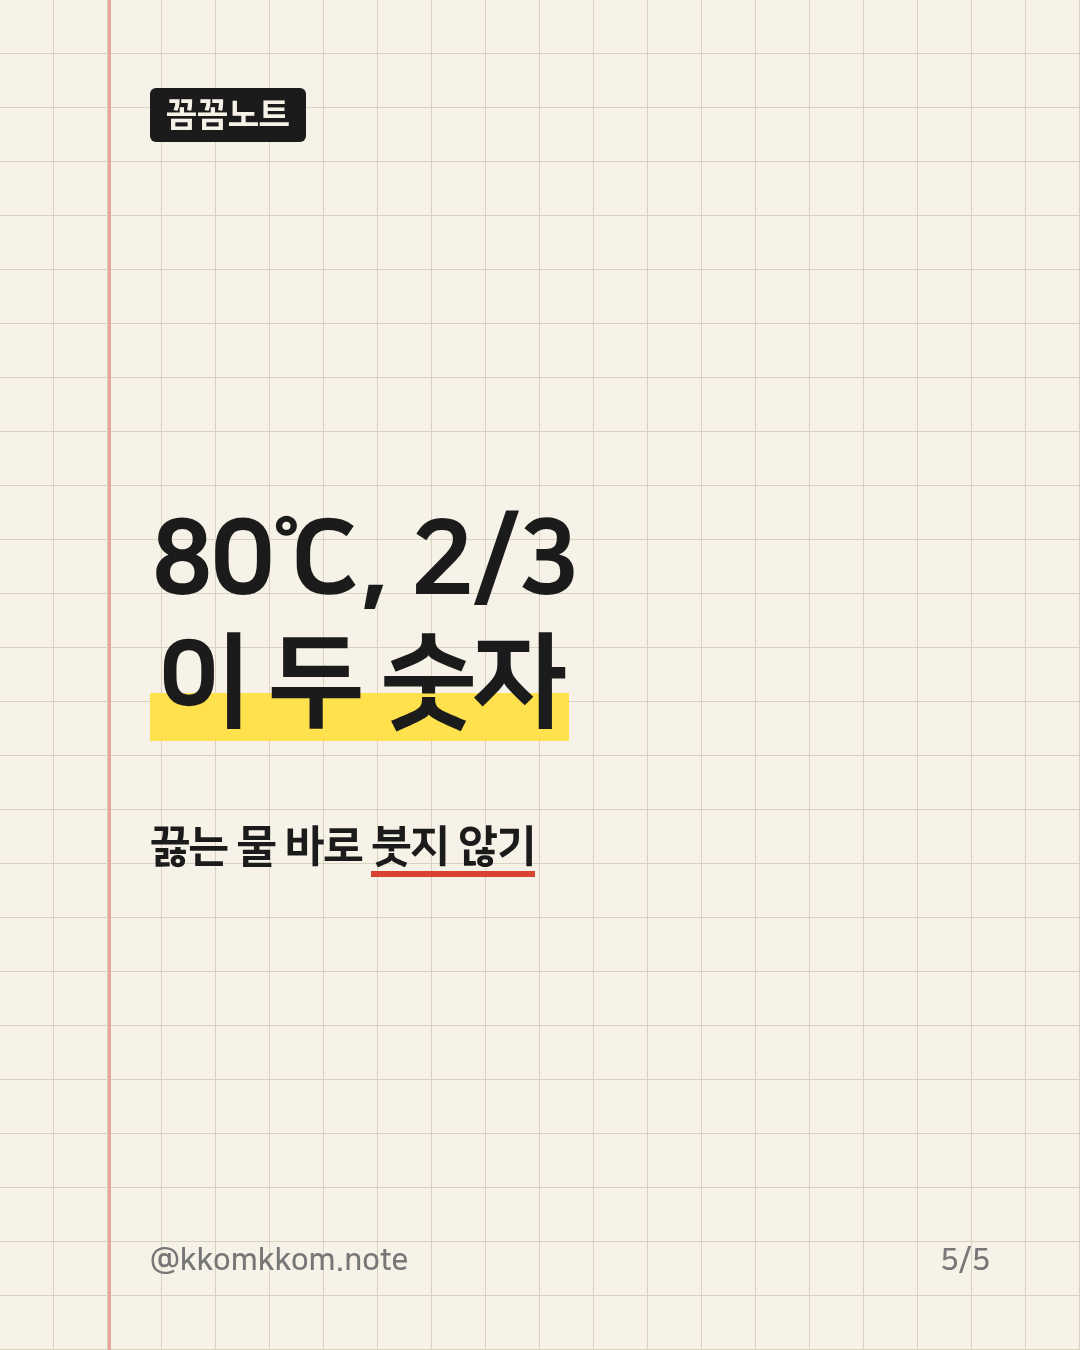 꼼꼼노트
80℃, 2/3
이 두 숫자
끓는 물 바로 붓지 않기
@kkomkkom.note
5/5